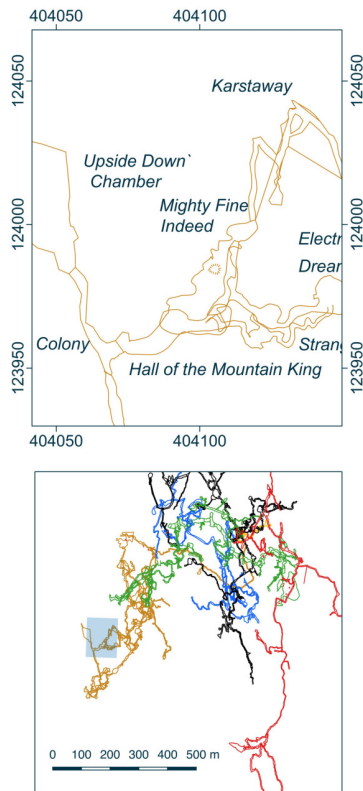 404050 404100
124050 124050
Karstaway
Upside Down`
Chamber
Mighty Fine
Indeed
124000 124000
Electr
Drear
Colony
Strang
123950 123950
Hall of the Mountain King
404050 404100
0 100 200 300 400 500 m